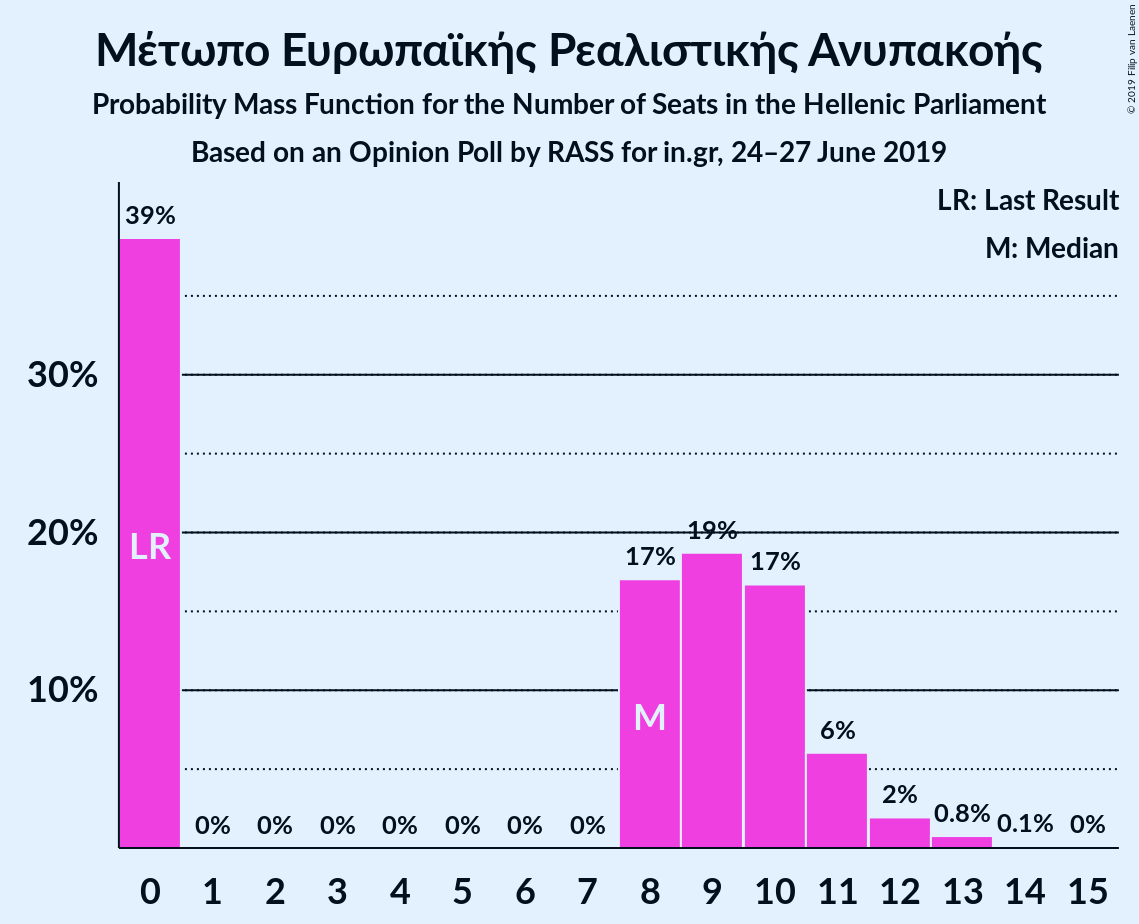 Μέτωπο Ευρωπαϊκής Ρεαλιστικής Ανυπακοής
Probability Mass Function for the Number of Seats in the Hellenic Parliament
Based on an Opinion Poll by RASS for in.gr, 24–27 June 2019
© 2019 Filip van Laenen
LR: Last Result
M: Median
39%
30%
20%
10%
LR
M
0%
0%
0%
0%
0%
0%
0%
17%
19%
17%
6%
2%
0.8%
0.1%
0%
0 1 2 3 4 5 6 7 8 9 10 11 12 13 14 15